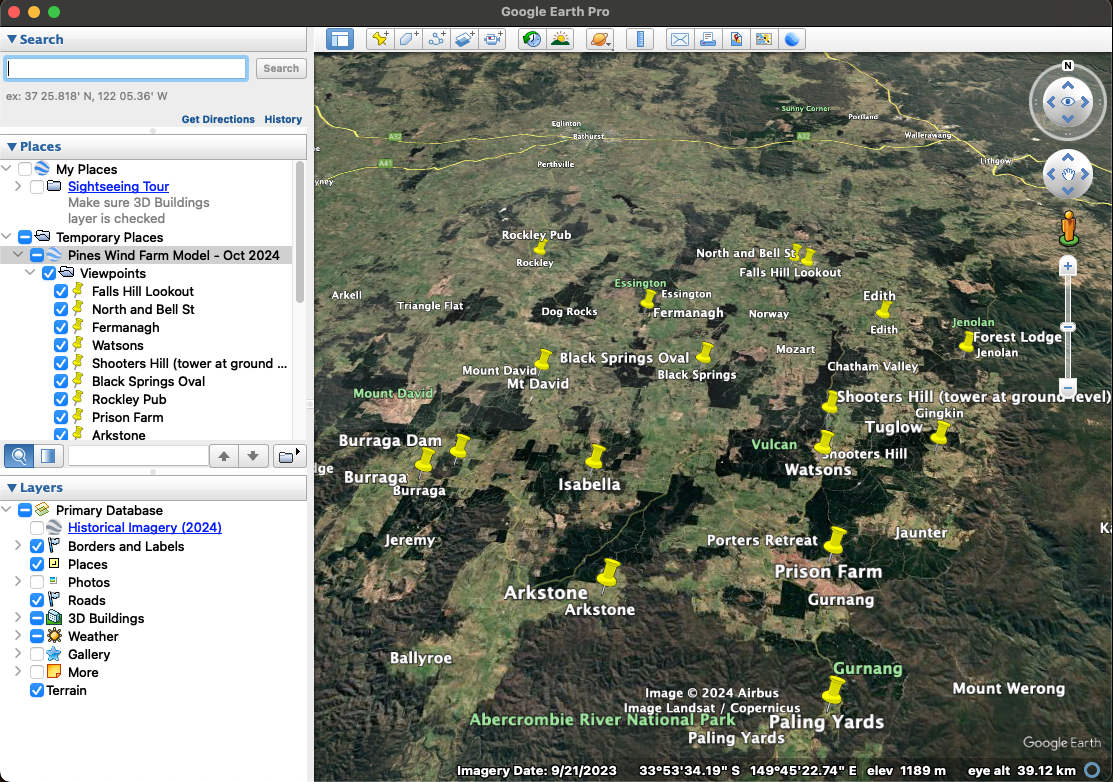 Google Earth Pro
Search
Search
ex: 37 25.818' N, 122 05.36' W
Get Directions History
Places
My Places
Sightseeing Tour
Make sure 3D Buildings
layer is checked
Temporary Places
Pines Wind Farm Model - Oct 2024
Viewpoints
Falls Hill Lookout
North and Bell St
Fermanagh
Watsons
Shooters Hill (tower at ground ...
Black Springs Oval
Rockley Pub
Prison Farm
Arkstone
Layers
Primary Database
Historical Imagery (2024)
Borders and Labels
Places
Photos
Roads
3D Buildings
Weather
Gallery
More
Terrain
N
Sunny Corner
Portland
Eglinton
A32
Bathurst
A32
Wallerawang
A41
Perthville
Lithgow
Rockley Pub
Rockley
North and Bell St
Falls Hill Lookout
Essington
Essington
Edith
Arkell
Triangle Flat
Dog Rocks
Fermanagh
Norway
Edith
Jenolan
Forest Lodge
Jenolan
Mozart
Black Springs Oval
Black Springs
Chatham Valley
Mount David
Mt David
Mount David
Shooters Hill (tower at ground level)
Gingkin
Tuglow
Burraga Dam
Vulcan
Shooters Hill
Watsons
Burraga
Burraga
Isabella
Jeremy
Porters Retreat
Jaunter
Prison Farm
Arkstone
Arkstone
Gurnang
Ballyroe
Gurnang
Mount Werong
Image © 2024 Airbus
Image Landsat / Copernicus
Abercrombie River National Park
Paling Yards
Paling Yards
Google Earth
Imagery Date: 9/21/2023 33°53'34.19" S 149°45'22.74" E elev 1189 m eye alt 39.12 km